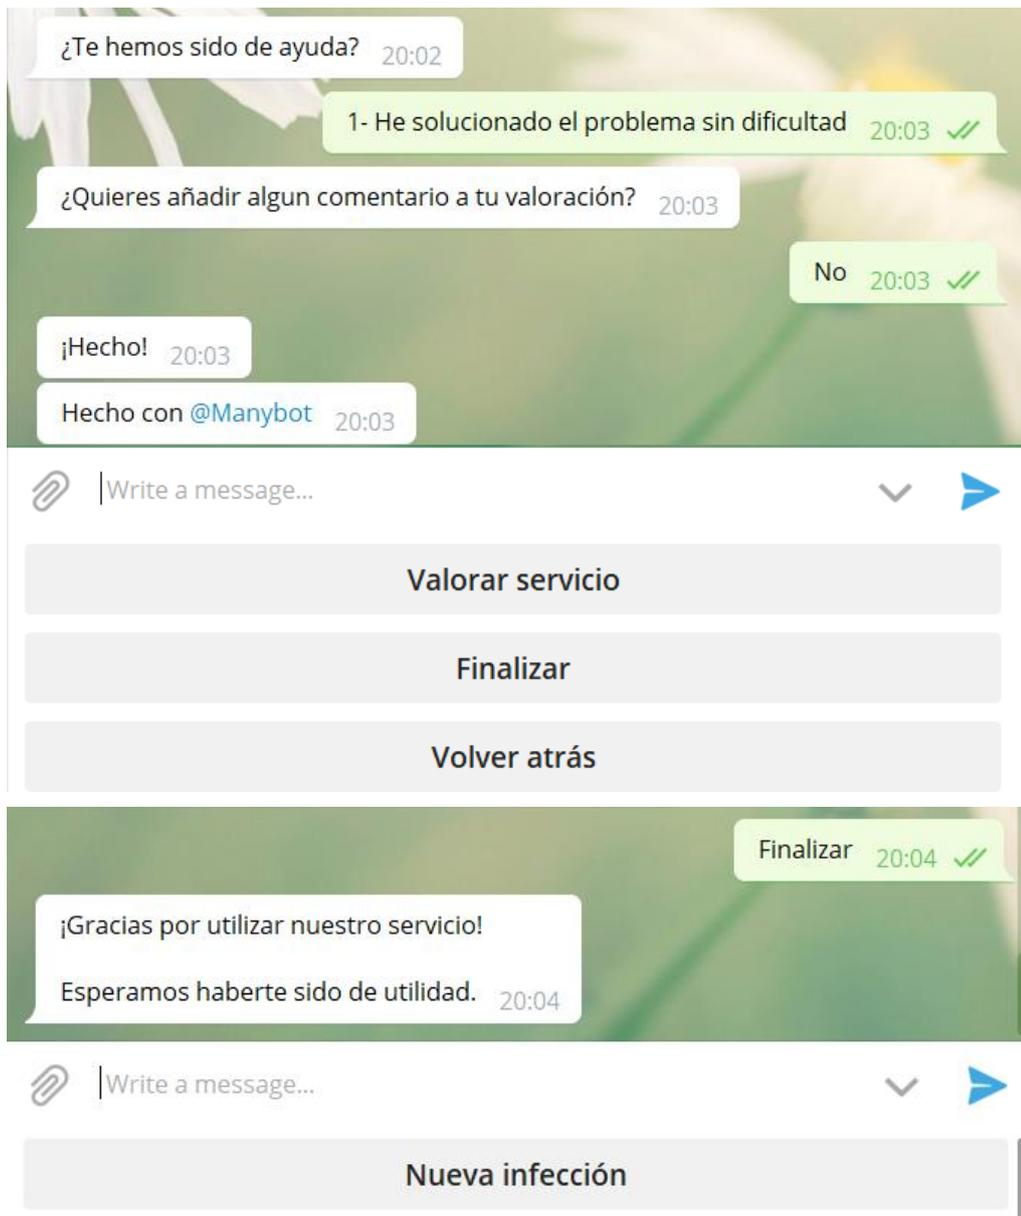 ¿Te hemos sido de ayuda? 20:02
1- He solucionado el problema sin dificultad 20:03
¿Quieres añadir algun comentario a tu valoración? 20:03
No 20:03
¡Hecho! 20:03
Hecho con @Manybot 20:03
Write a message...
Valorar servicio
Finalizar
Volver atrás
Finalizar 20:04
¡Gracias por utilizar nuestro servicio!
Esperamos haberte sido de utilidad. 20:04
Write a message...
Nueva infección